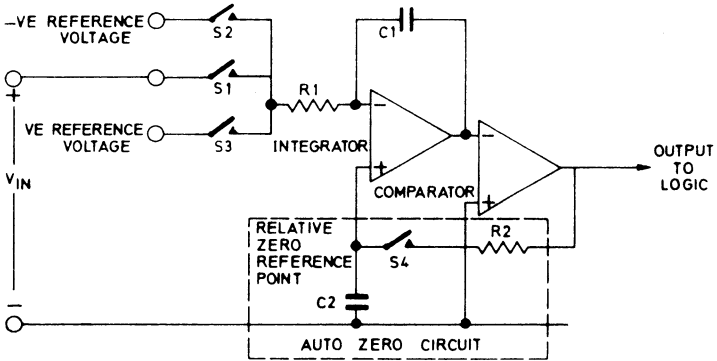 -VE REFERENCE
VOLTAGE
S2
C1
S1
R1
+
VE REFERENCE
VOLTAGE
S3
INTEGRATOR
-
+
-
+
COMPARATOR
OUTPUT
TO
LOGIC
VIN
RELATIVE
ZERO
REFERENCE
POINT
S4
R2
C2
-
AUTO ZERO CIRCUIT